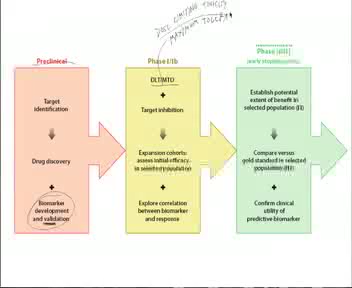 DOSE LIMITING TOXICITY
MAXIMUM TOLERA
Preclinical
Target
identification
Drug discovery
+
Biomarker
development
and validation
Phase I/Ib
DLT/MTD
+
Target inhibition
Expansion cohorts:
assess initial efficacy
in selected population
+
Explore correlation
between biomarker
and response
Phase II/III
Establish potential
extent of benefit in
selected population (II)
Compare versus
gold standard in selected
population (III)
+
Confirm clinical
utility of
predictive biomarker